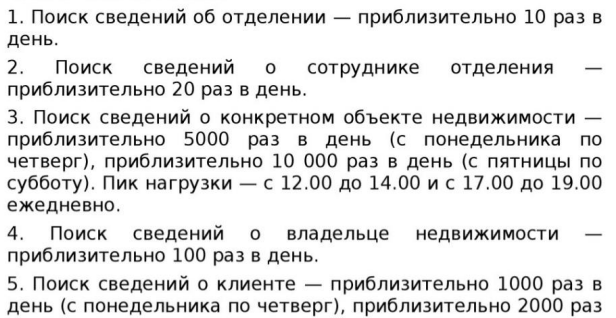 1. Поиск сведений об отделении — приблизительно 10 раз в
день.
2. Поиск сведений о сотруднике отделения —
приблизительно 20 раз в день.
3. Поиск сведений о конкретном объекте недвижимости —
приблизительно 5000 раз в день (с понедельника по
четверг), приблизительно 10 000 раз в день (с пятницы по
субботу). Пик нагрузки — с 12.00 до 14.00 и с 17.00 до 19.00
ежедневно.
4. Поиск сведений о владельце недвижимости —
приблизительно 100 раз в день.
5. Поиск сведений о клиенте — приблизительно 1000 раз в
день (с понедельника по четверг), приблизительно 2000 раз